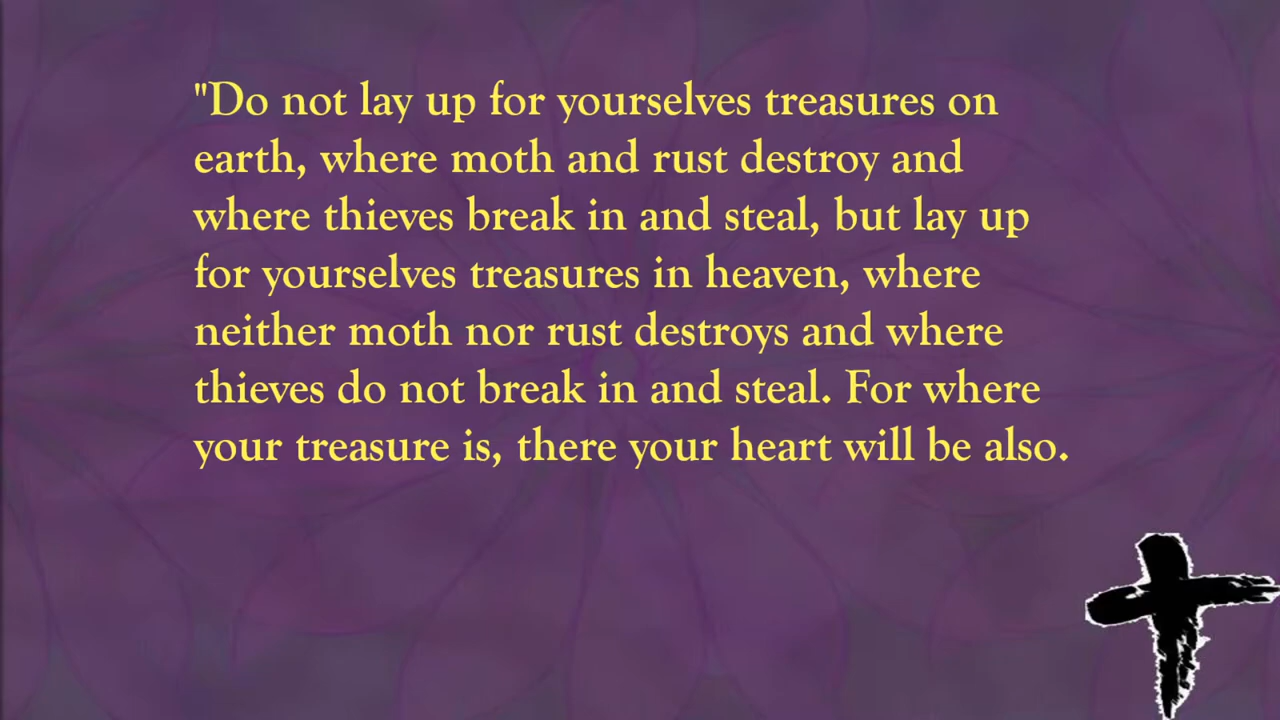 "Do not lay up for yourselves treasures on
earth, where moth and rust destroy and
where thieves break in and steal, but lay up
for yourselves treasures in heaven, where
neither moth nor rust destroys and where
thieves do not break in and steal. For where
your treasure is, there your heart will be also.